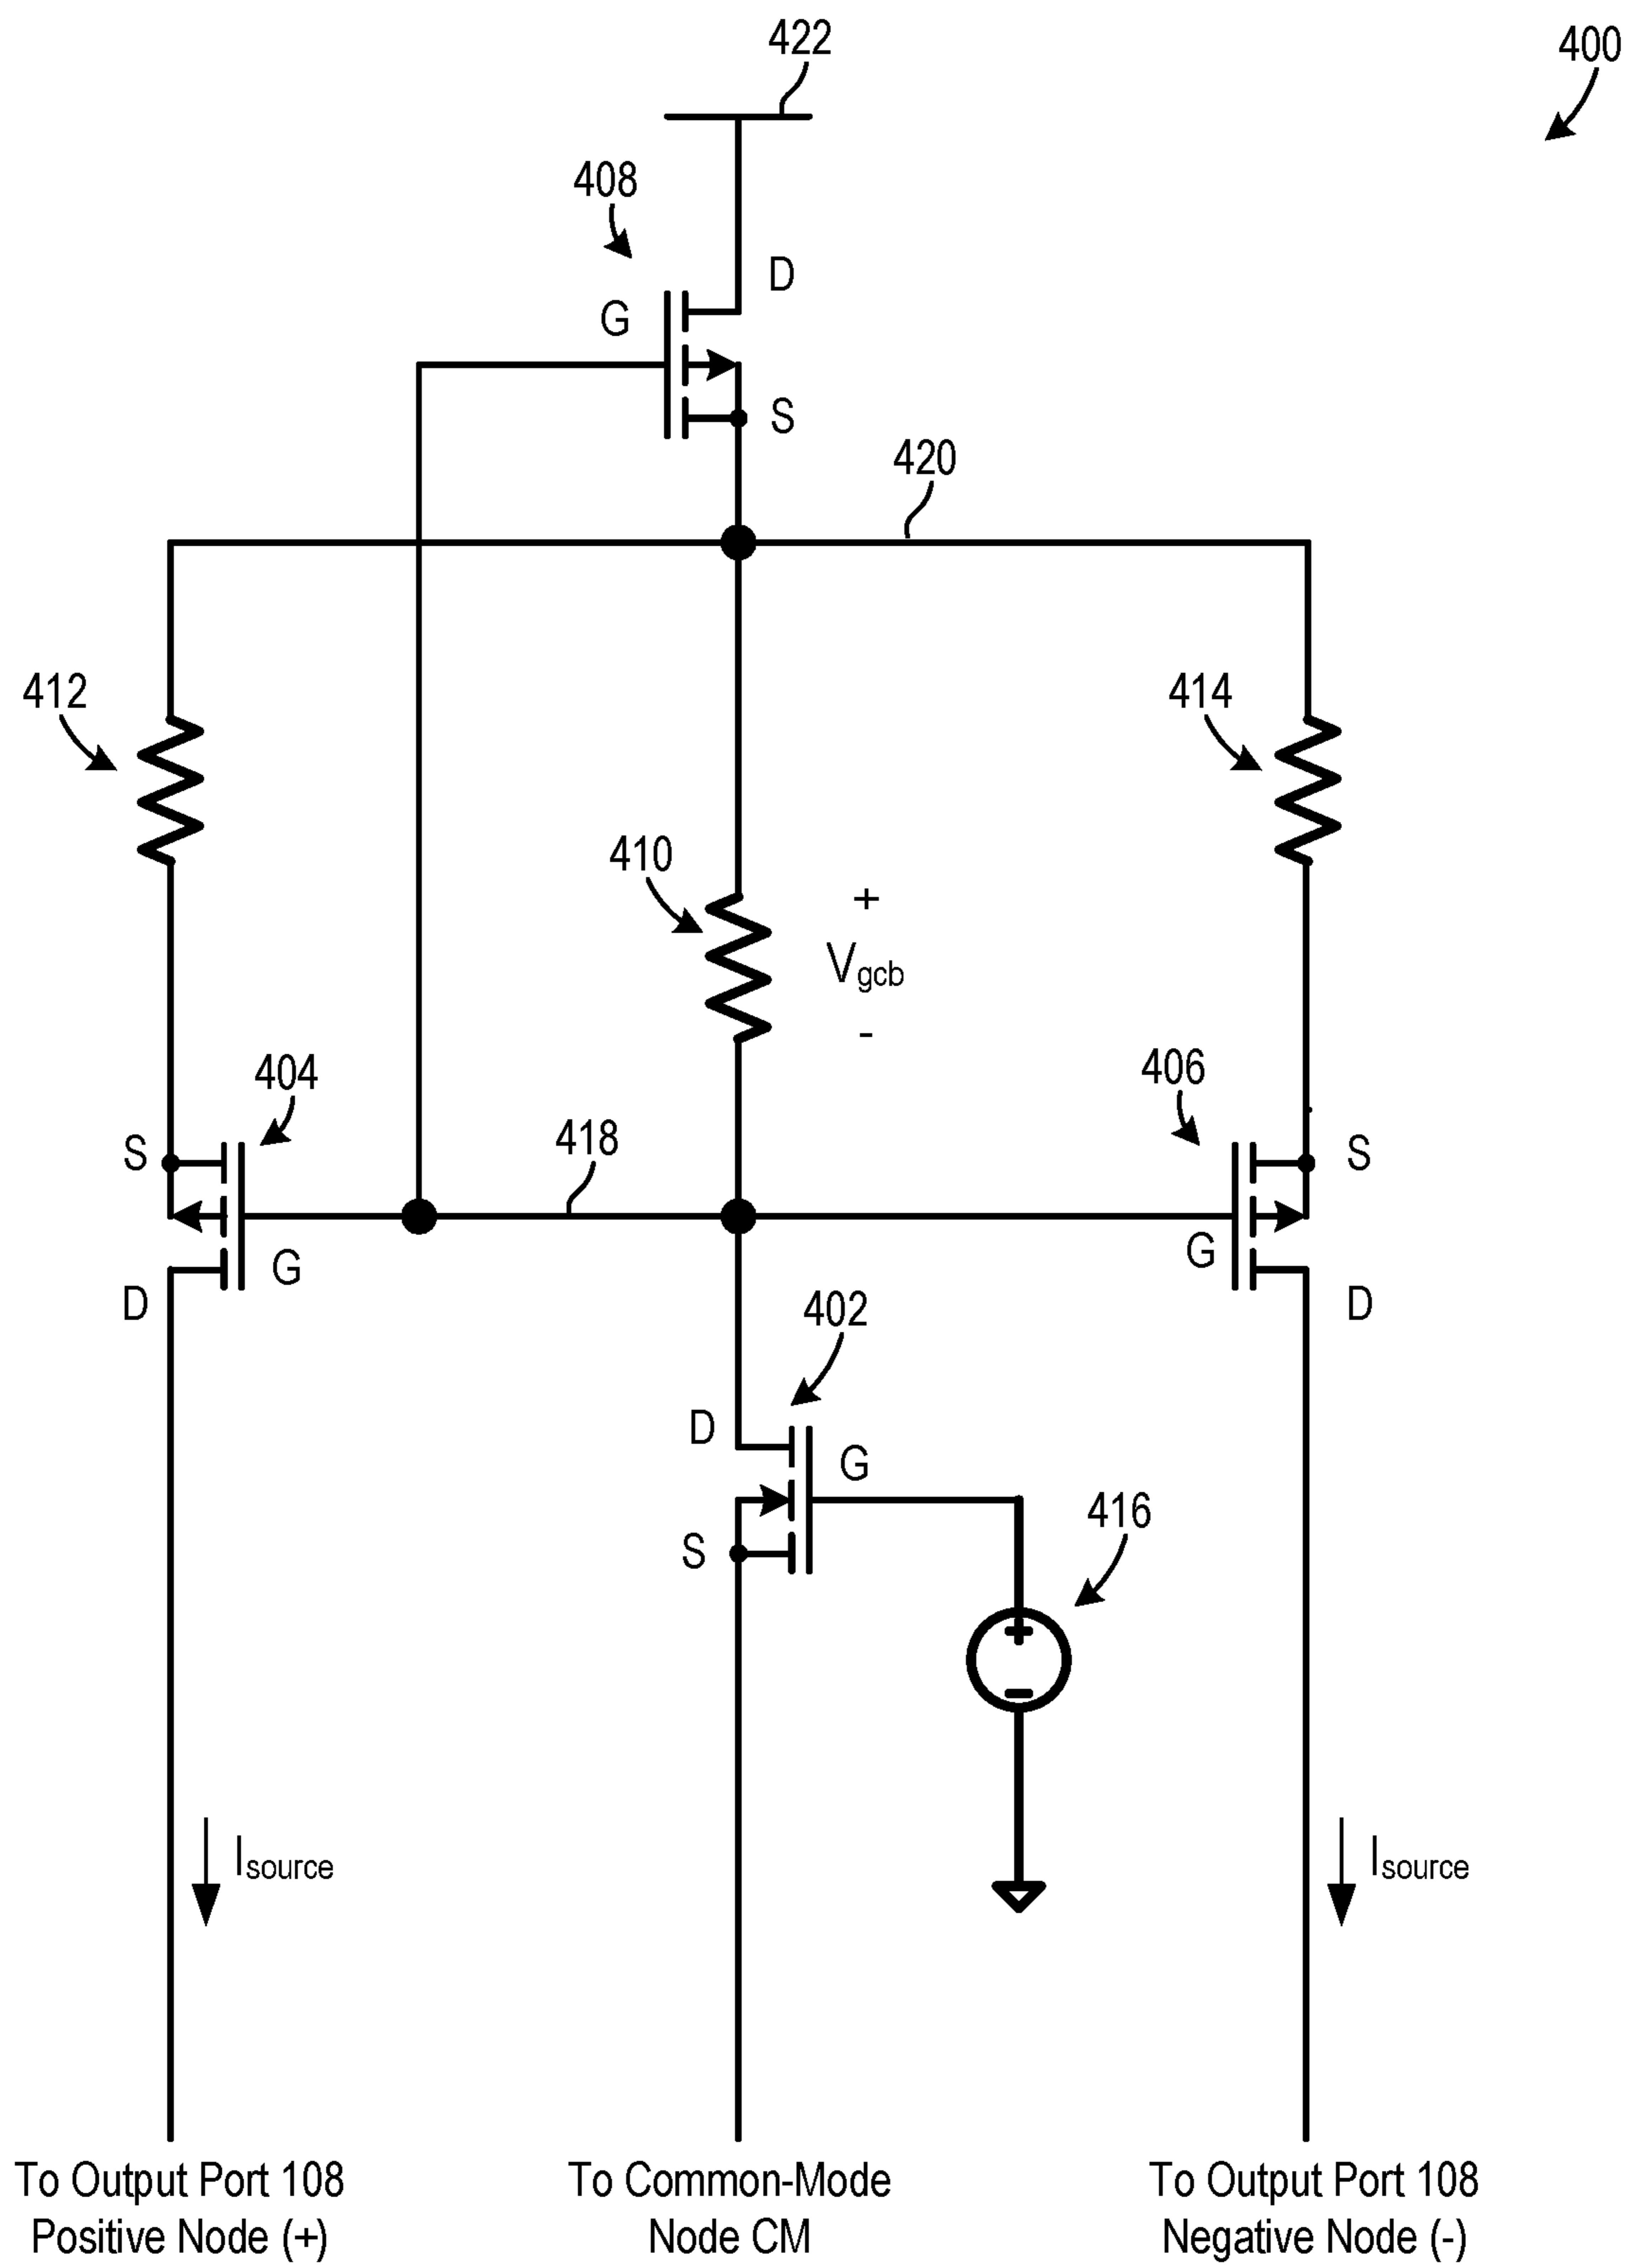 422
400
408
D
G
S
420
412
414
410
+
Vgcb
-
404
406
418
S
S
G
G
D
D
402
D
G
416
S
+
-
Isource
Isource
To Output Port 108
Positive Node (+)
To Common-Mode
Node CM
To Output Port 108
Negative Node (-)